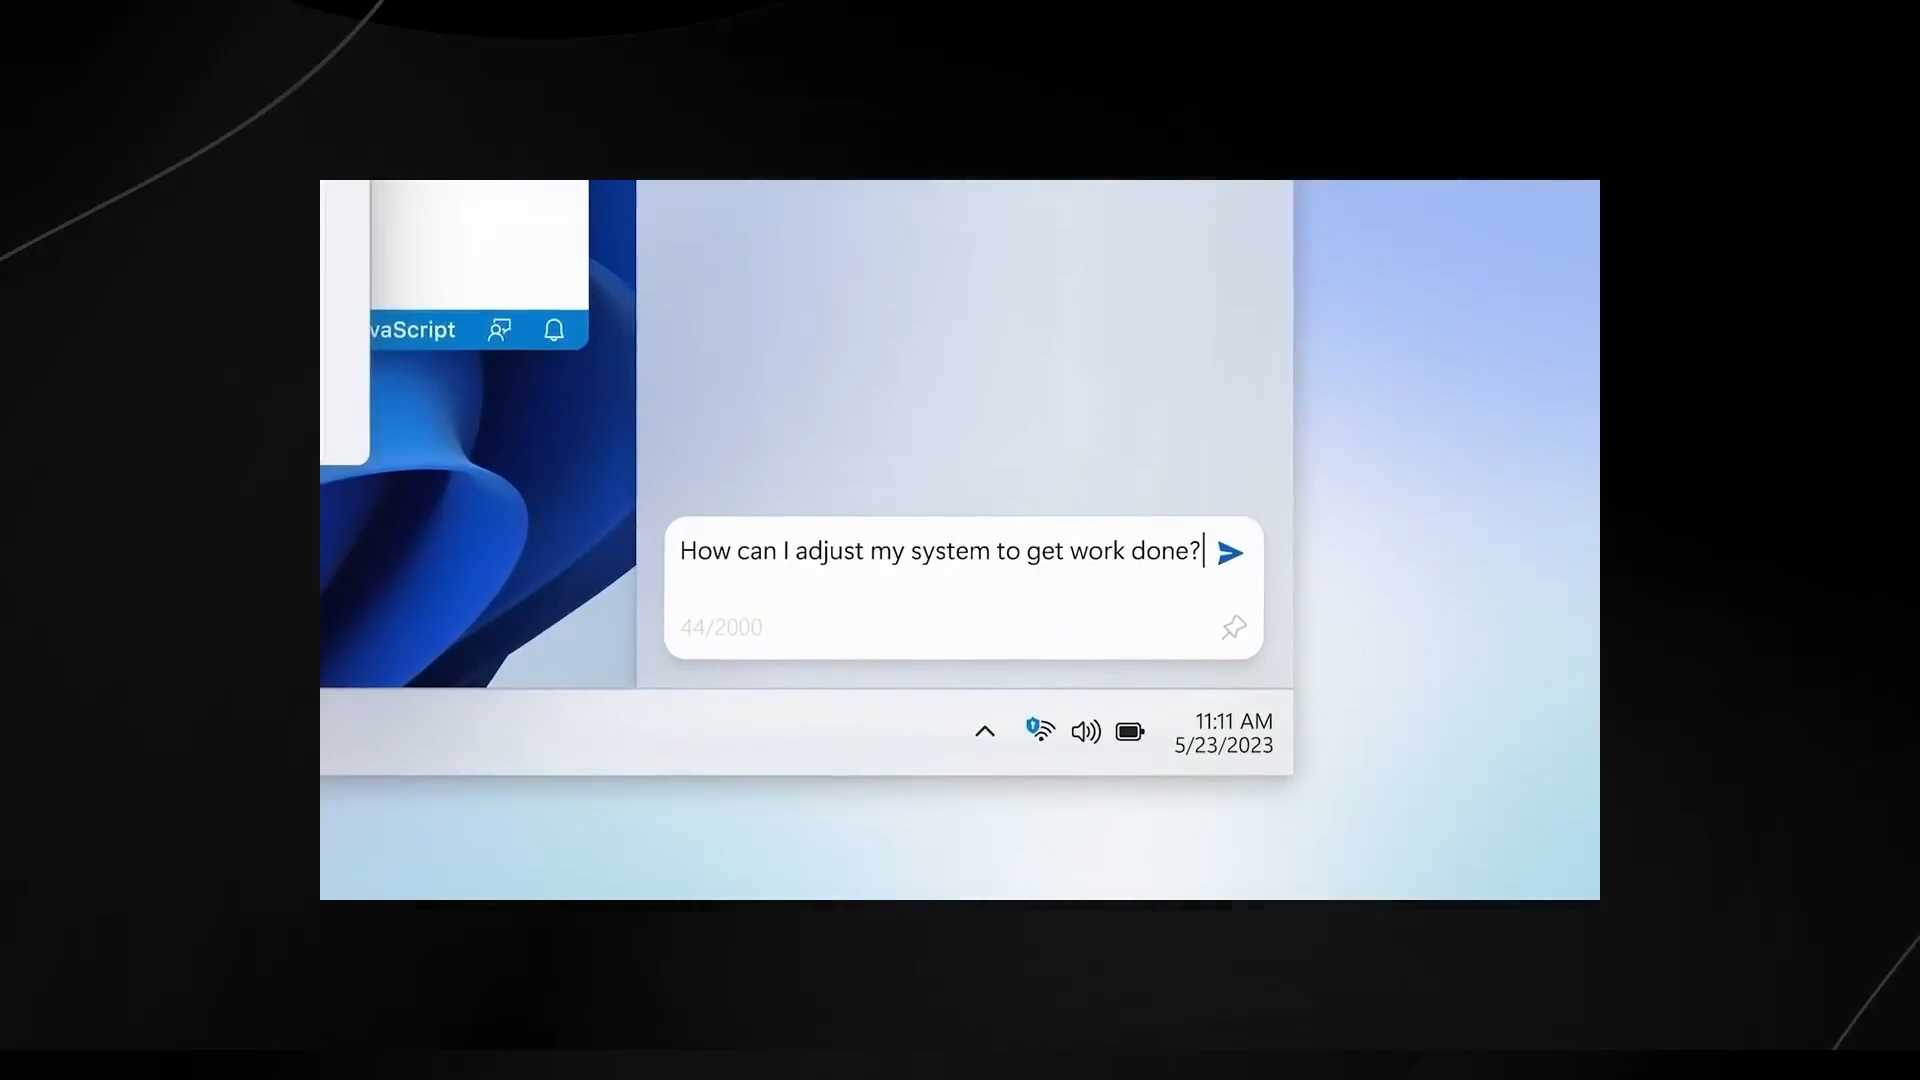 vaScript
How can I adjust my system to get work done?
44/2000
11:11 AM
5/23/2023